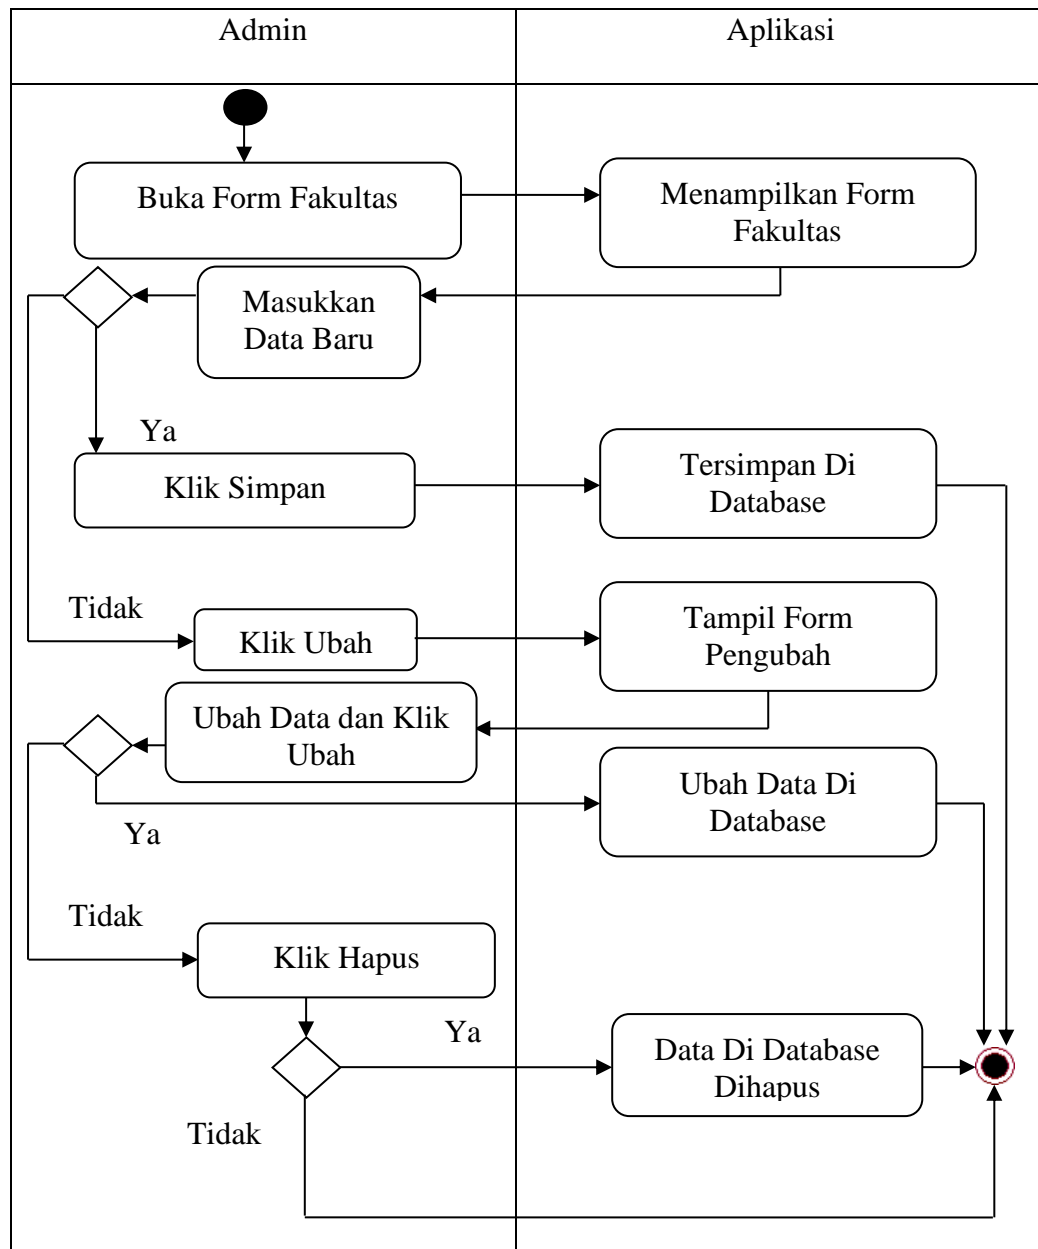 Admin
Aplikasi
Buka Form Fakultas
Menampilkan Form
Fakultas
Masukkan
Data Baru
Ya
Klik Simpan
Tersimpan Di
Database
Tidak
Klik Ubah
Tampil Form
Pengubah
Ubah Data dan Klik
Ubah
Ubah Data Di
Database
Ya
Tidak
Klik Hapus
Ya
Data Di Database
Dihapus
Tidak